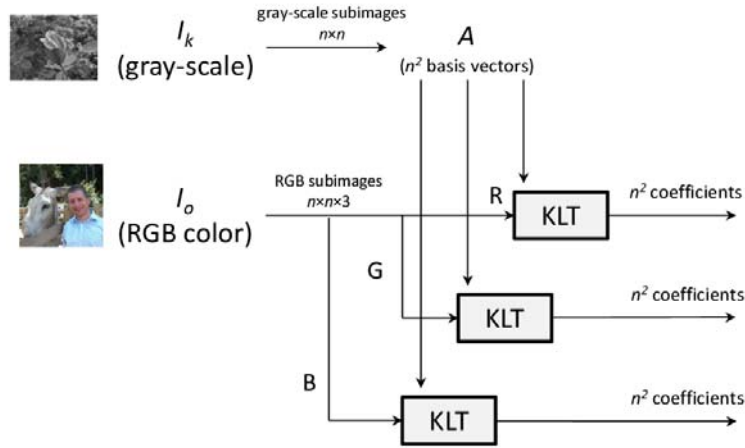 gray-scale subimages
n×n
I_k
(gray-scale)
A
(n² basis vectors)
RGB subimages
n×n×3
I_o
(RGB color)
R
KLT
n² coefficients
G
KLT
n² coefficients
B
KLT
n² coefficients